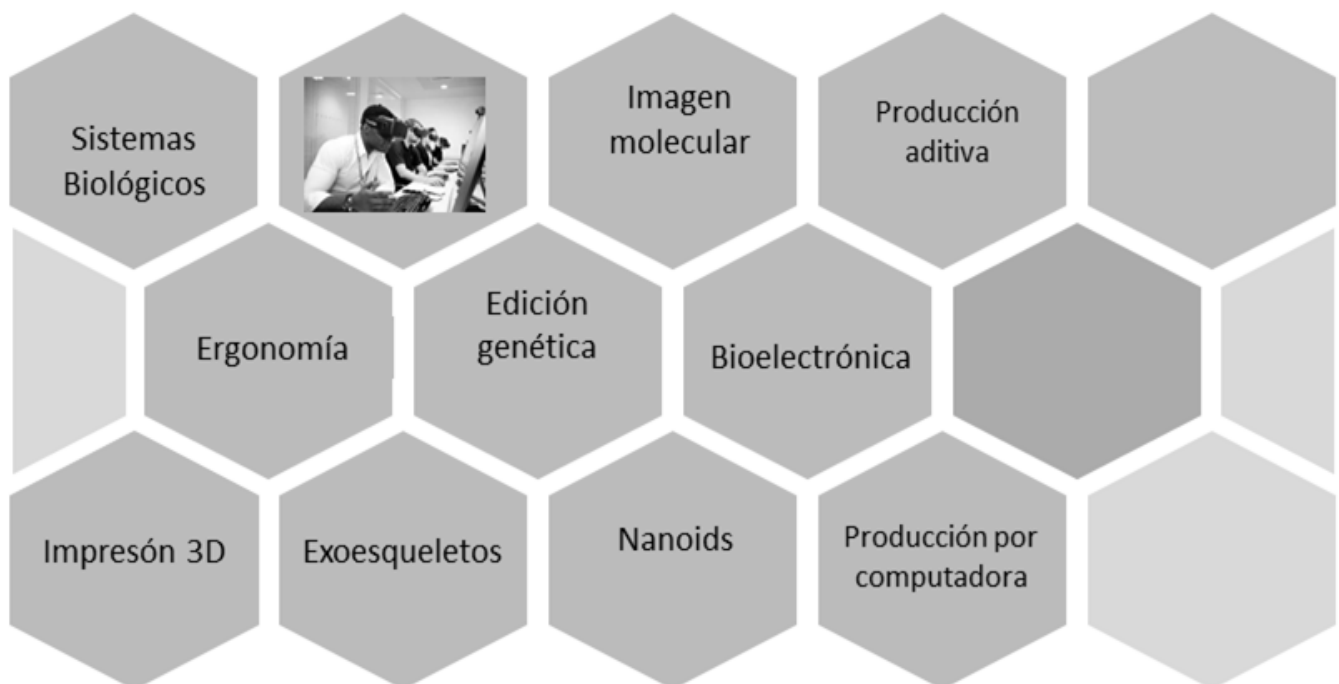 Sistemas
Biológicos
Imagen
molecular
Producción
aditiva
Ergonomía
Edición
genética
Bioelectrónica
Impresón 3D
Exoesqueletos
Nanoids
Producción por
computadora